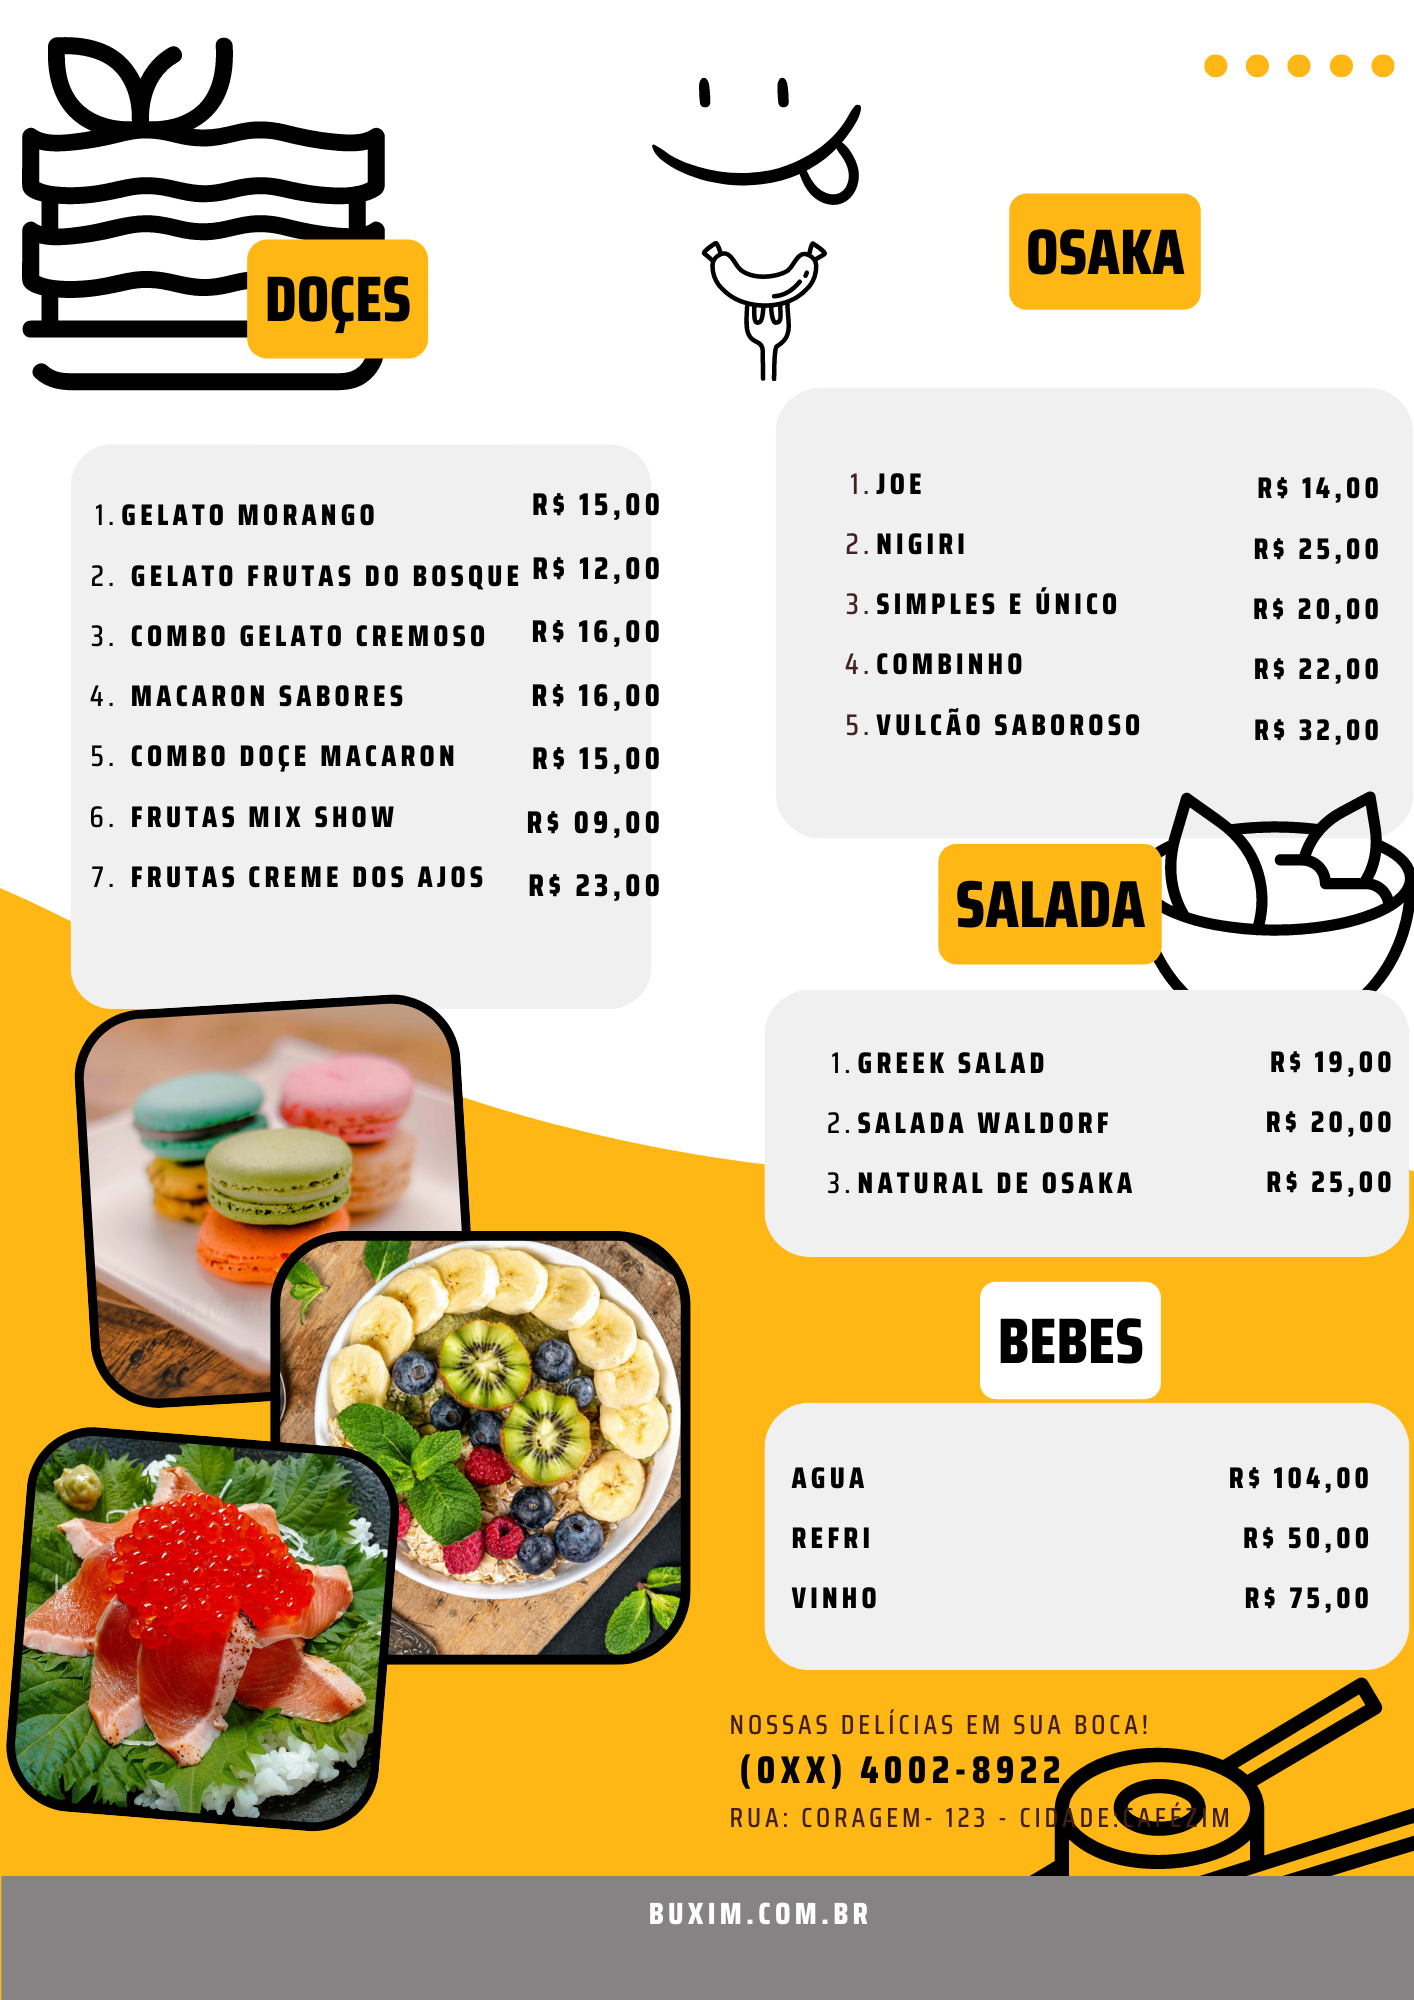 DOÇES
1. GELATO MORANGO R$ 15,00
2. GELATO FRUTAS DO BOSQUE R$ 12,00
3. COMBO GELATO CREMOSO R$ 16,00
4. MACARON SABORES R$ 16,00
5. COMBO DOÇE MACARON R$ 15,00
6. FRUTAS MIX SHOW R$ 09,00
7. FRUTAS CREME DOS AJOS R$ 23,00
OSAKA
1. JOE R$ 14,00
2. NIGIRI R$ 25,00
3. SIMPLES E ÚNICO R$ 20,00
4. COMBINHO R$ 22,00
5. VULCÃO SABOROSO R$ 32,00
SALADA
1. GREEK SALAD R$ 19,00
2. SALADA WALDORF R$ 20,00
3. NATURAL DE OSAKA R$ 25,00
BEBES
AGUA R$ 104,00
REFRI R$ 50,00
VINHO R$ 75,00
NOSSAS DELÍCIAS EM SUA BOCA!
(0XX) 4002-8922
RUA: CORAGEM- 123 - CIDADE:CAFÉZIM
BUXIM.COM.BR